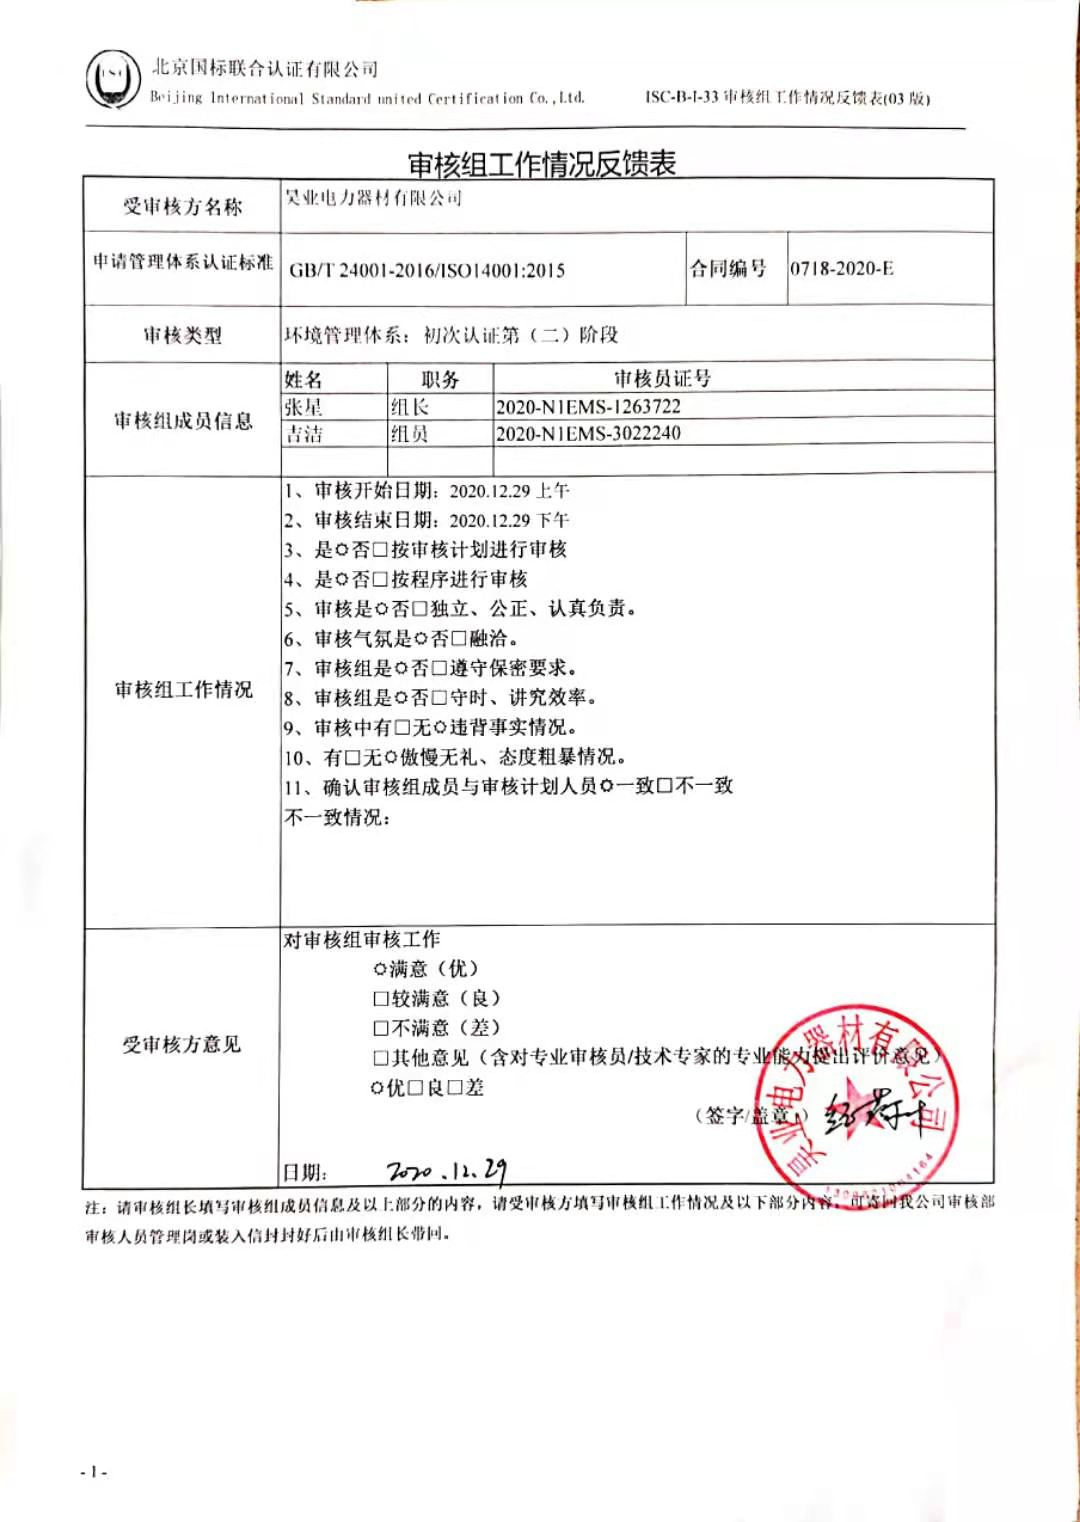 北京国标联合认证有限公司
Beijing International Standard united Certification Co.,Ltd.
ISC-B-I-33 审核组工作情况反馈表(03 版)
审核组工作情况反馈表
受审核方名称
昊业电力器材有限公司
申请管理体系认证标准
GB/T 24001-2016/ISO14001:2015
合同编号
0718-2020-E
审核类型
环境管理体系：初次认证第（二）阶段
审核组成员信息
姓名 职务 审核员证号
张星 组长 2020-N1EMS-1263722
吉洁 组员 2020-N1EMS-3022240
审核组工作情况
1、审核开始日期：2020.12.29 上午
2、审核结束日期：2020.12.29 下午
3、是✩否□按审核计划进行审核
4、是✩否□按程序进行审核
5、审核是✩否□独立、公正、认真负责。
6、审核气氛是✩否□融洽。
7、审核组是✩否□遵守保密要求。
8、审核组是✩否□守时、讲究效率。
9、审核中有□无✩违背事实情况。
10、有□无✩傲慢无礼、态度粗暴情况。
11、确认审核组成员与审核计划人员✩一致□不一致
不一致情况：
受审核方意见
对审核组审核工作
✩满意（优）
□较满意（良）
□不满意（差）
□其他意见（含对专业审核员/技术专家的专业能力提出评价意见）
✩优□良□差
（签字/盖章）
昊业电力器材有限公司
日期： 2020.12.29
注：请审核组长填写审核组成员信息及以上部分的内容，请受审核方填写审核组工作情况及以下部分内容，可寄回我公司审核部
审核人员管理岗或装入信封封好后由审核组长带回。
- 1 -